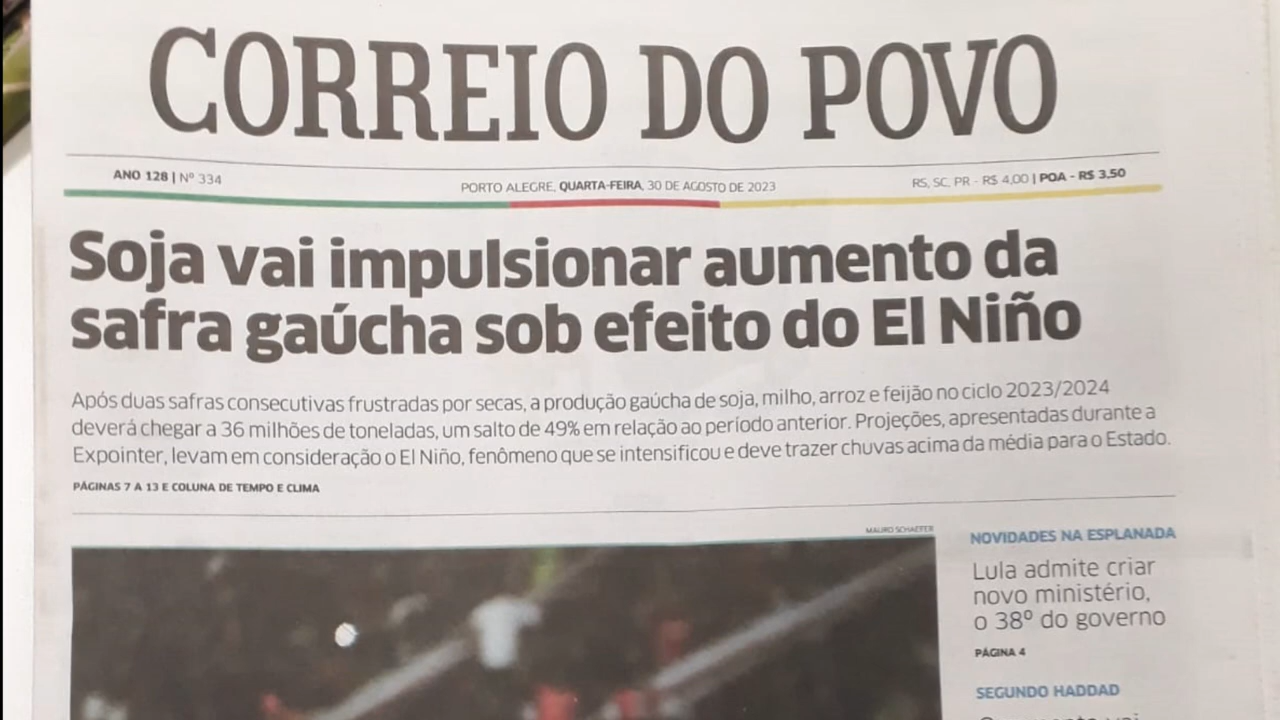 CORREIO DO POVO
ANO 128 | Nº 334
PORTO ALEGRE, QUARTA-FEIRA, 30 DE AGOSTO DE 2023
RS, SC, PR - R$ 4,00 | POA - R$ 3,50
Soja vai impulsionar aumento da
safra gaúcha sob efeito do El Niño
Após duas safras consecutivas frustradas por secas, a produção gaúcha de soja, milho, arroz e feijão no ciclo 2023/2024
deverá chegar a 36 milhões de toneladas, um salto de 49% em relação ao período anterior. Projeções, apresentadas durante a
Expointer, levam em consideração o El Niño, fenômeno que se intensificou e deve trazer chuvas acima da média para o Estado.
PÁGINAS 7 A 13 E COLUNA DE TEMPO E CLIMA
MAURO SCHAEFER
NOVIDADES NA ESPLANADA
Lula admite criar
novo ministério,
o 38º do governo
PÁGINA 4
SEGUNDO HADDAD